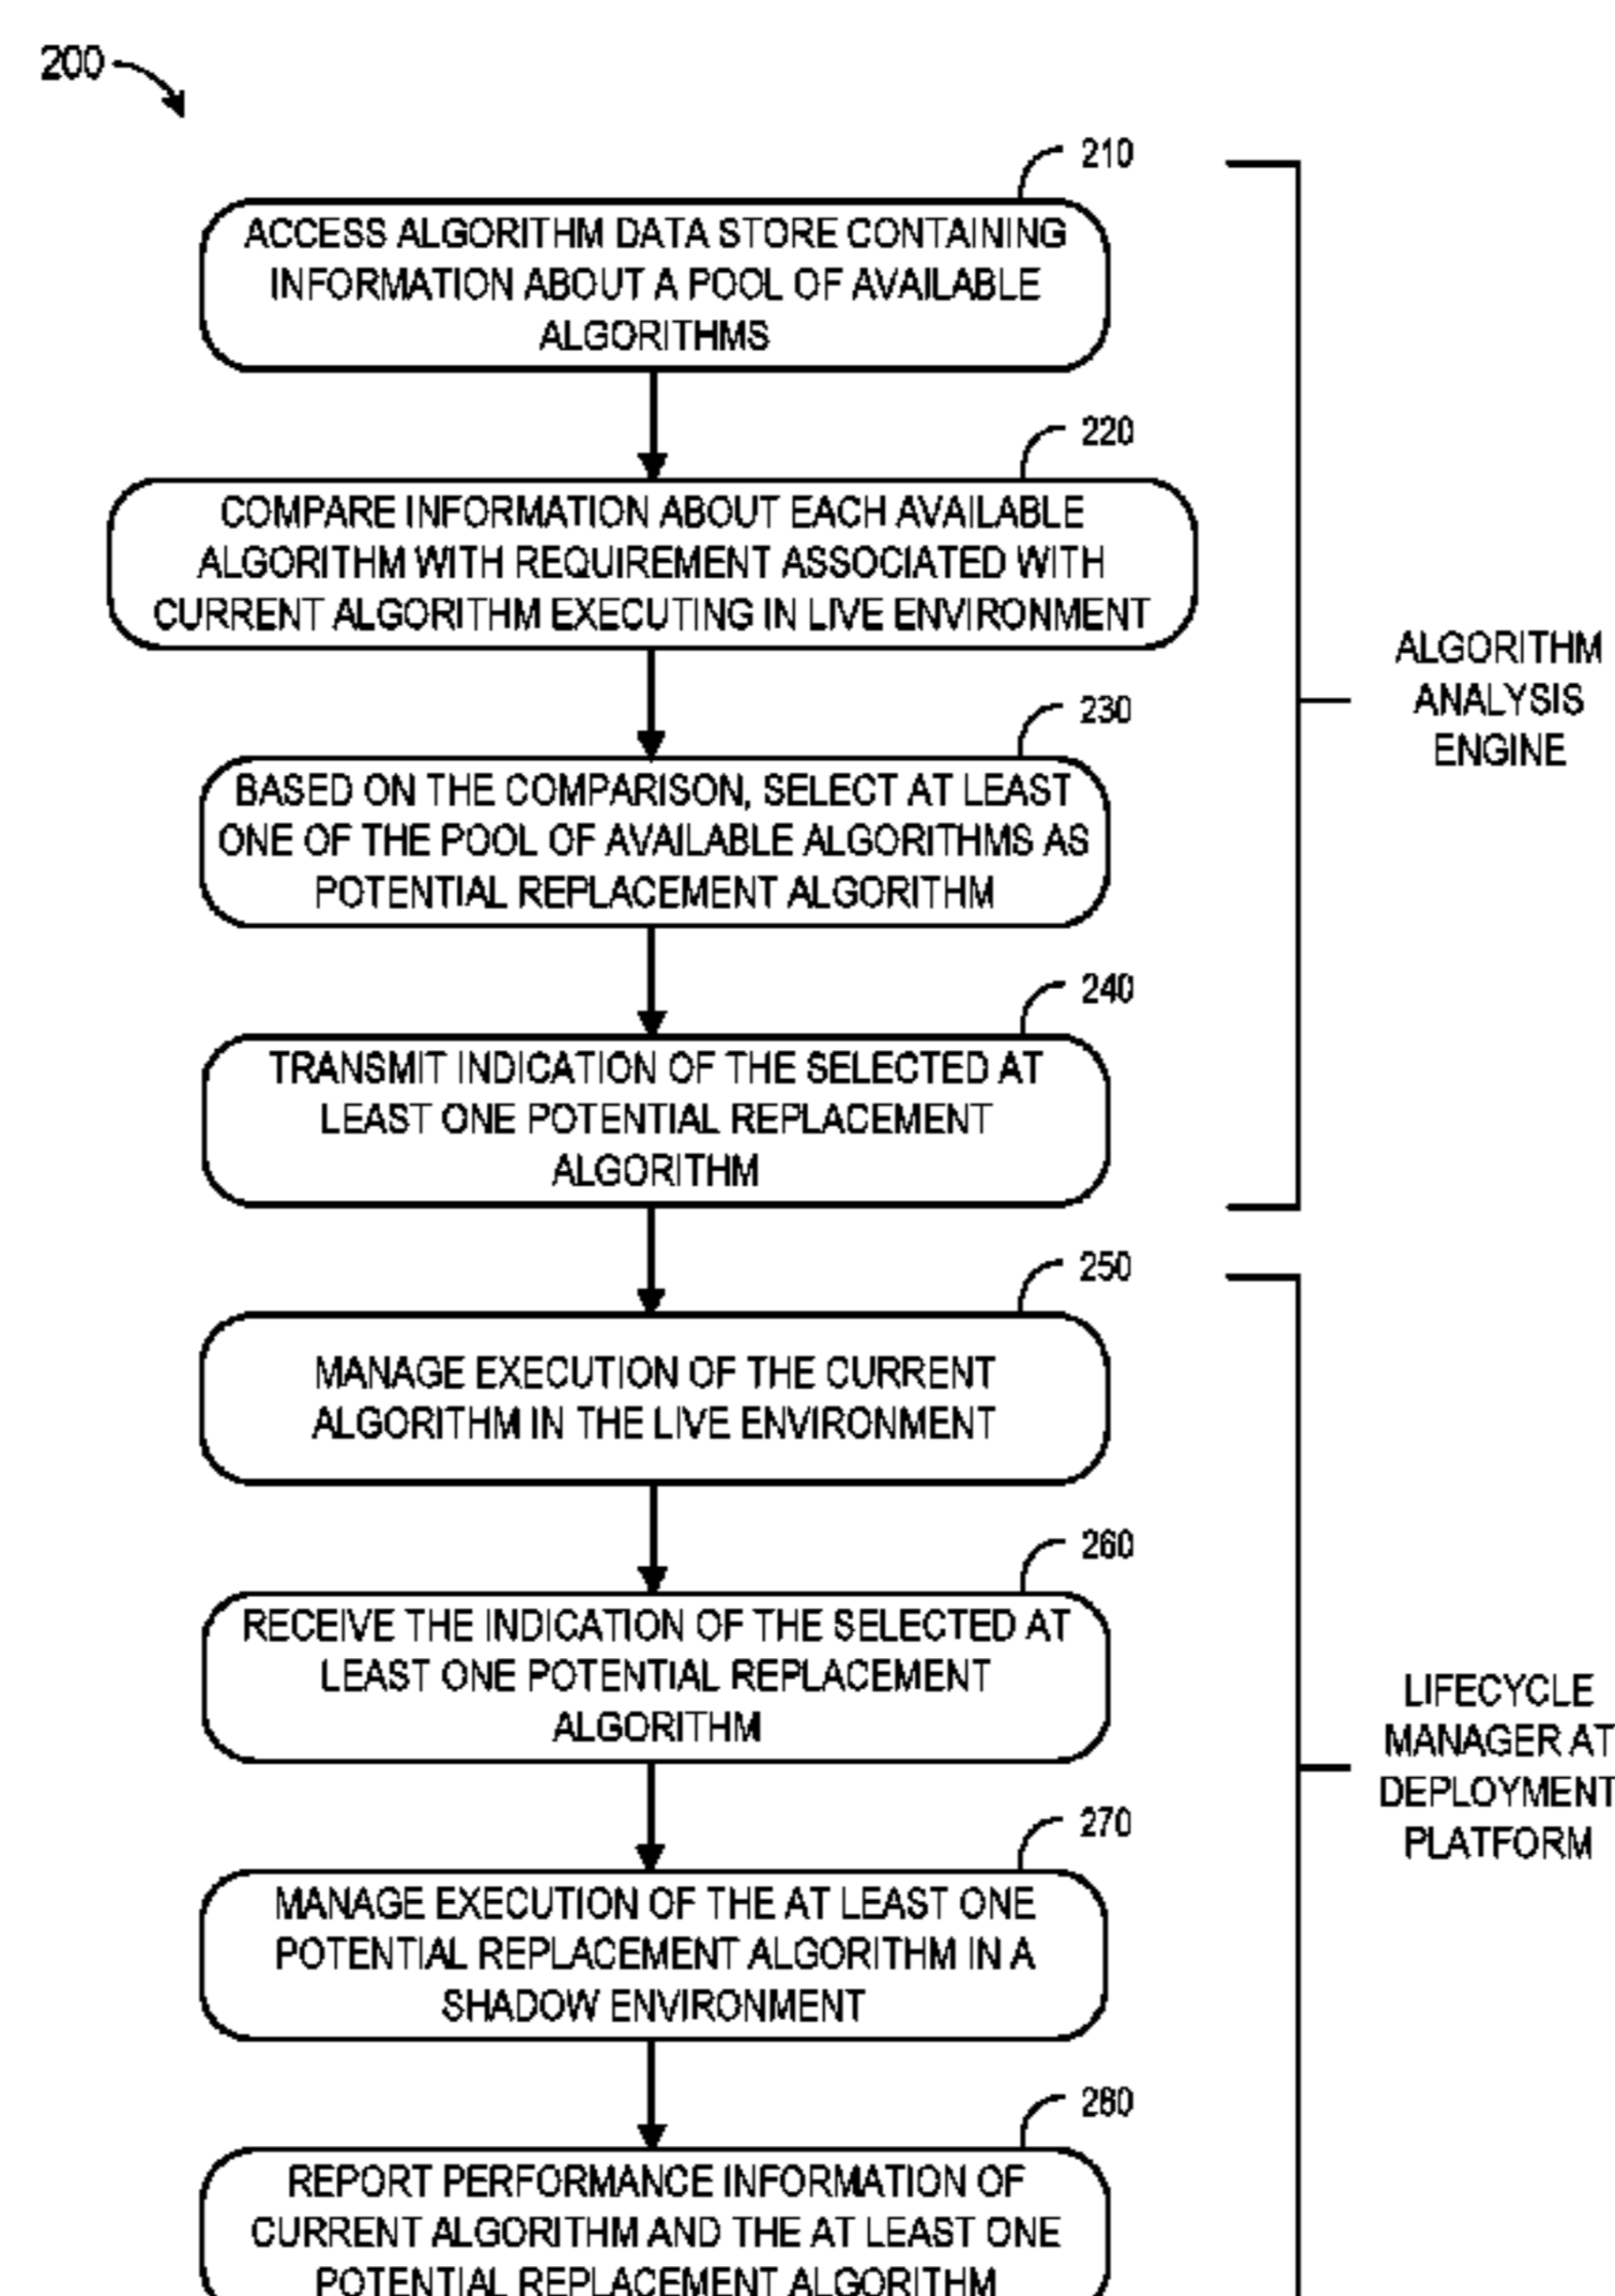 200
210
ACCESS ALGORITHM DATA STORE CONTAINING
INFORMATION ABOUT A POOL OF AVAILABLE
ALGORITHMS
220
COMPARE INFORMATION ABOUT EACH AVAILABLE
ALGORITHM WITH REQUIREMENT ASSOCIATED WITH
CURRENT ALGORITHM EXECUTING IN LIVE ENVIRONMENT
230
BASED ON THE COMPARISON, SELECT AT LEAST
ONE OF THE POOL OF AVAILABLE ALGORITHMS AS
POTENTIAL REPLACEMENT ALGORITHM
240
TRANSMIT INDICATION OF THE SELECTED AT
LEAST ONE POTENTIAL REPLACEMENT
ALGORITHM
ALGORITHM
ANALYSIS
ENGINE
250
MANAGE EXECUTION OF THE CURRENT
ALGORITHM IN THE LIVE ENVIRONMENT
260
RECEIVE THE INDICATION OF THE SELECTED AT
LEAST ONE POTENTIAL REPLACEMENT
ALGORITHM
270
MANAGE EXECUTION OF THE AT LEAST ONE
POTENTIAL REPLACEMENT ALGORITHM IN A
SHADOW ENVIRONMENT
280
REPORT PERFORMANCE INFORMATION OF
CURRENT ALGORITHM AND THE AT LEAST ONE
POTENTIAL REPLACEMENT ALGORITHM
LIFECYCLE
MANAGER AT
DEPLOYMENT
PLATFORM